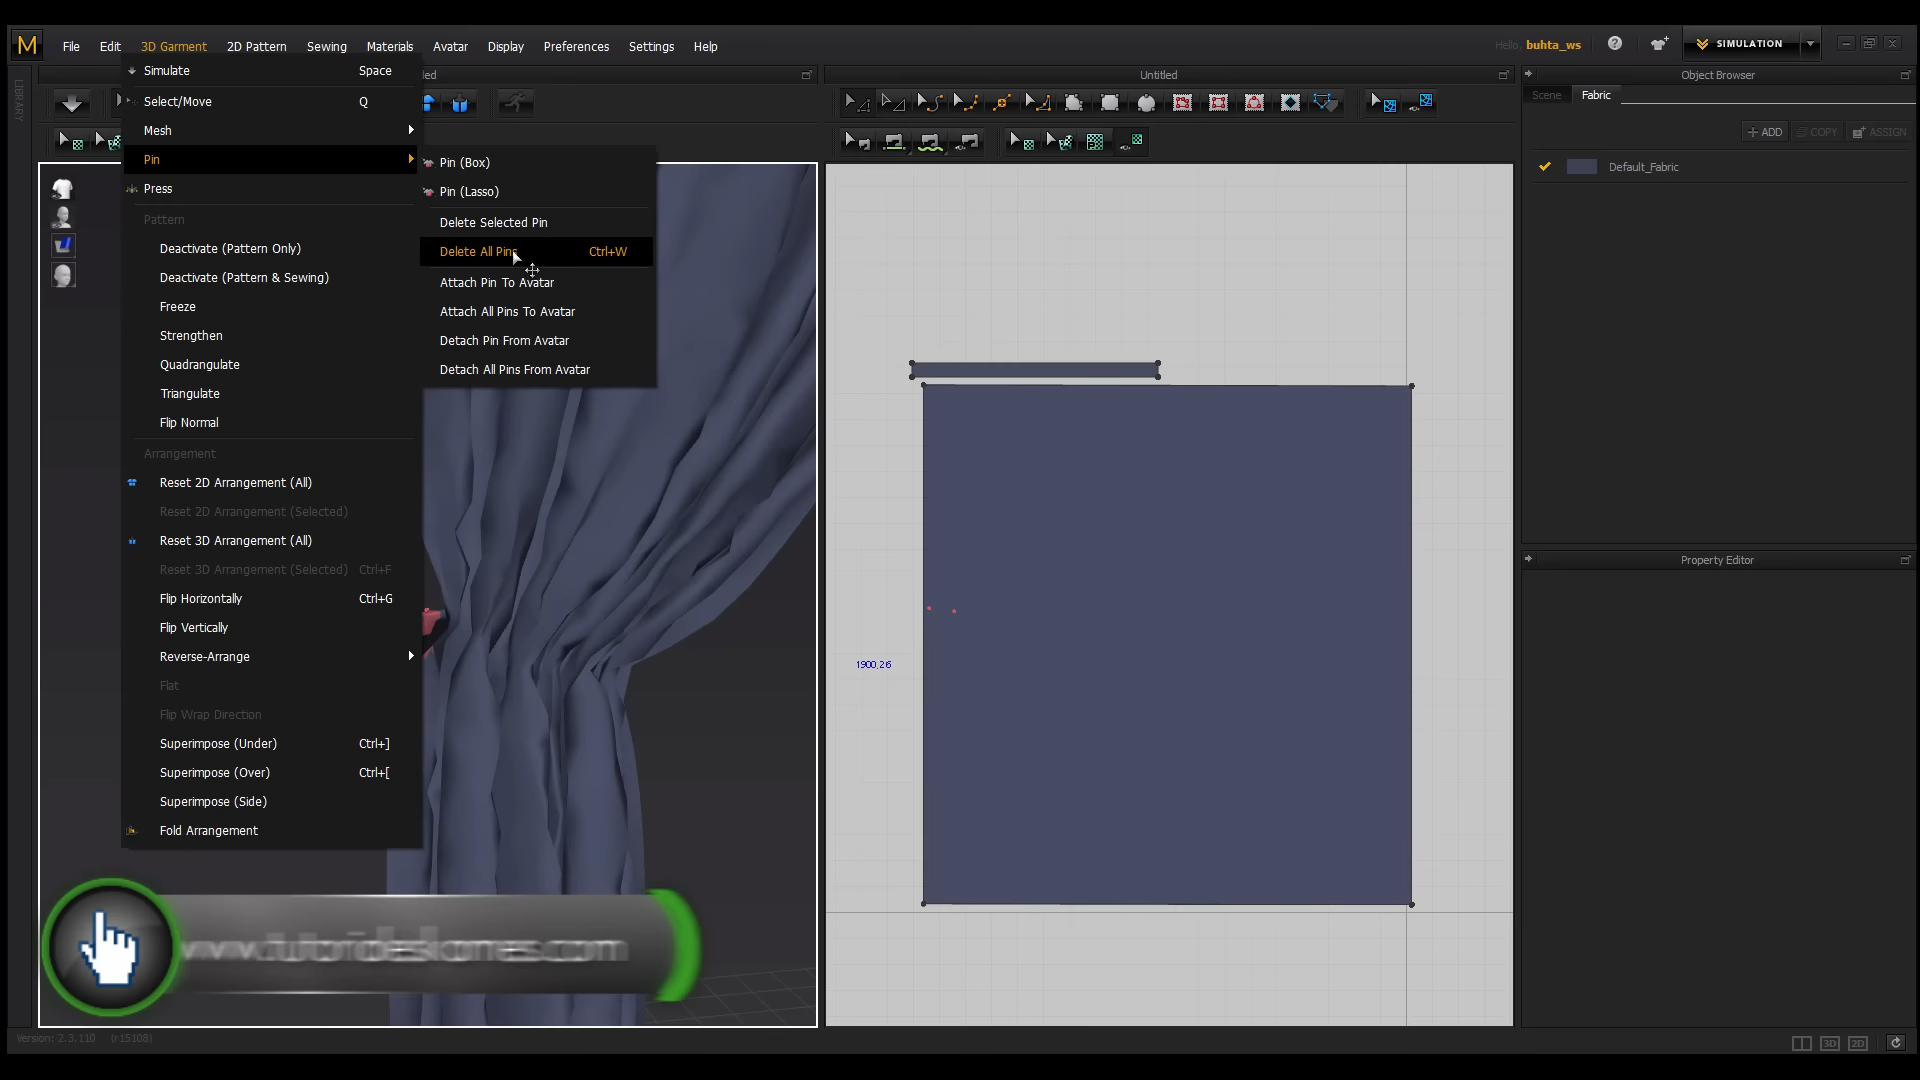 M File Edit 3D Garment 2D Pattern Sewing Materials Avatar Display Preferences Settings Help Hello, buhta_ws SIMULATION
LIBRARY
Untitled
Object Browser
Scene Fabric
ADD COPY ASSIGN
Default_Fabric
Property Editor
Simulate Space
Select/Move Q
Mesh
Pin
Press
Pattern
Deactivate (Pattern Only)
Deactivate (Pattern & Sewing)
Freeze
Strengthen
Quadrangulate
Triangulate
Flip Normal
Arrangement
Reset 2D Arrangement (All)
Reset 2D Arrangement (Selected)
Reset 3D Arrangement (All)
Reset 3D Arrangement (Selected) Ctrl+F
Flip Horizontally Ctrl+G
Flip Vertically
Reverse-Arrange
Flat
Flip Wrap Direction
Superimpose (Under) Ctrl+]
Superimpose (Over) Ctrl+[
Superimpose (Side)
Fold Arrangement
Pin (Box)
Pin (Lasso)
Delete Selected Pin
Delete All Pins Ctrl+W
Attach Pin To Avatar
Attach All Pins To Avatar
Detach Pin From Avatar
Detach All Pins From Avatar
1900,26
Version: 2.3.110 (r15108)
3D 2D